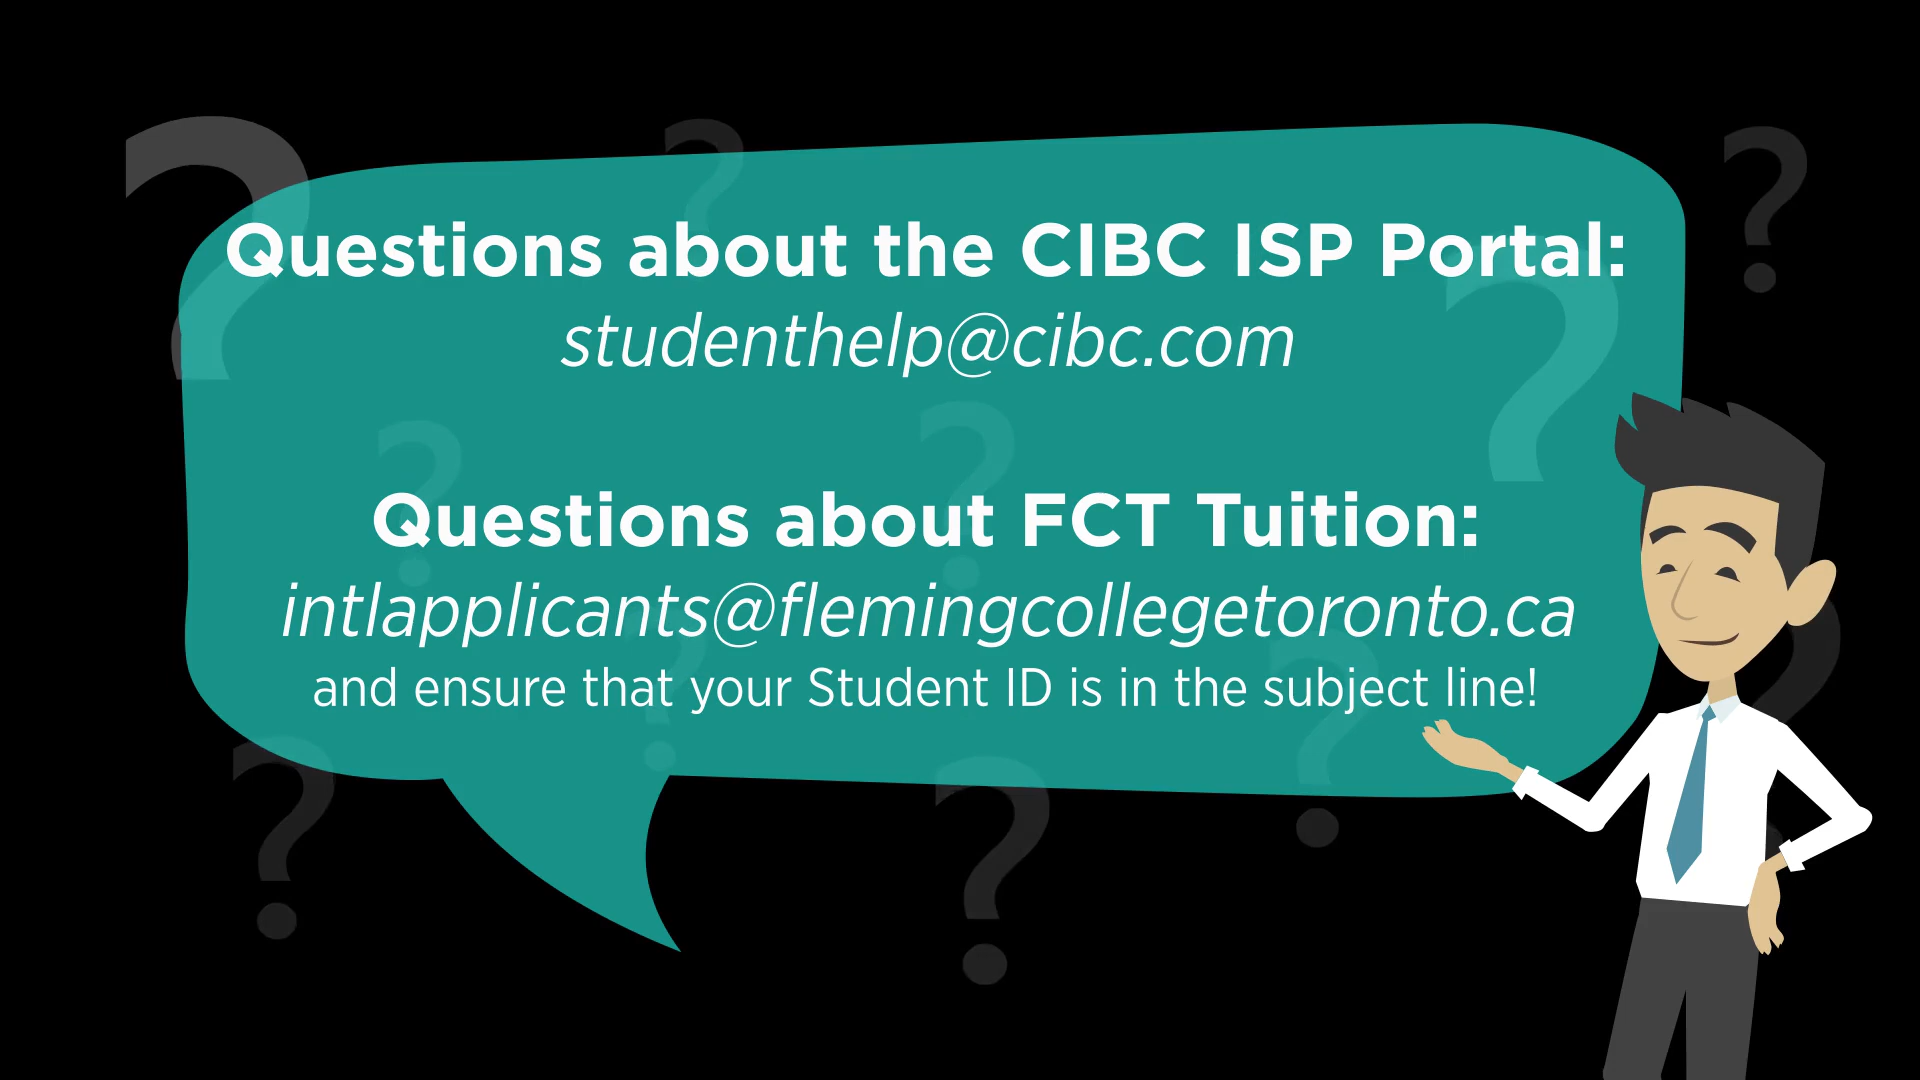 Questions about the CIBC ISP Portal:
studenthelp@cibc.com
Questions about FCT Tuition:
intlapplicants@flemingcollegetoronto.ca
and ensure that your Student ID is in the subject line!